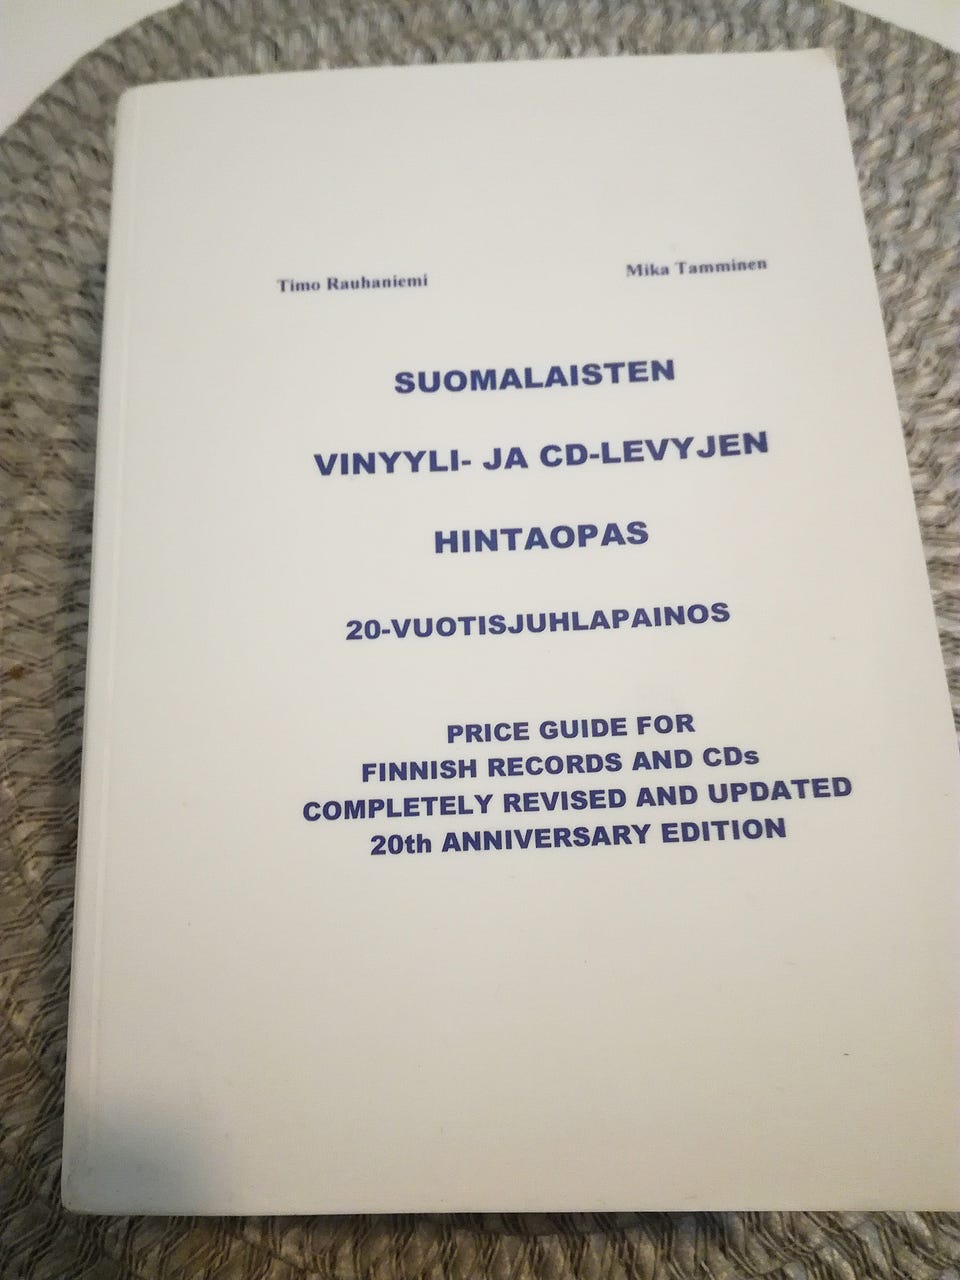 Timo Rauhaniemi
Mika Tamminen
SUOMALAISTEN
VINYYLI- JA CD-LEVYJEN
HINTAOPAS
20-VUOTISJUHLAPAINOS
PRICE GUIDE FOR
FINNISH RECORDS AND CDs
COMPLETELY REVISED AND UPDATED
20th ANNIVERSARY EDITION